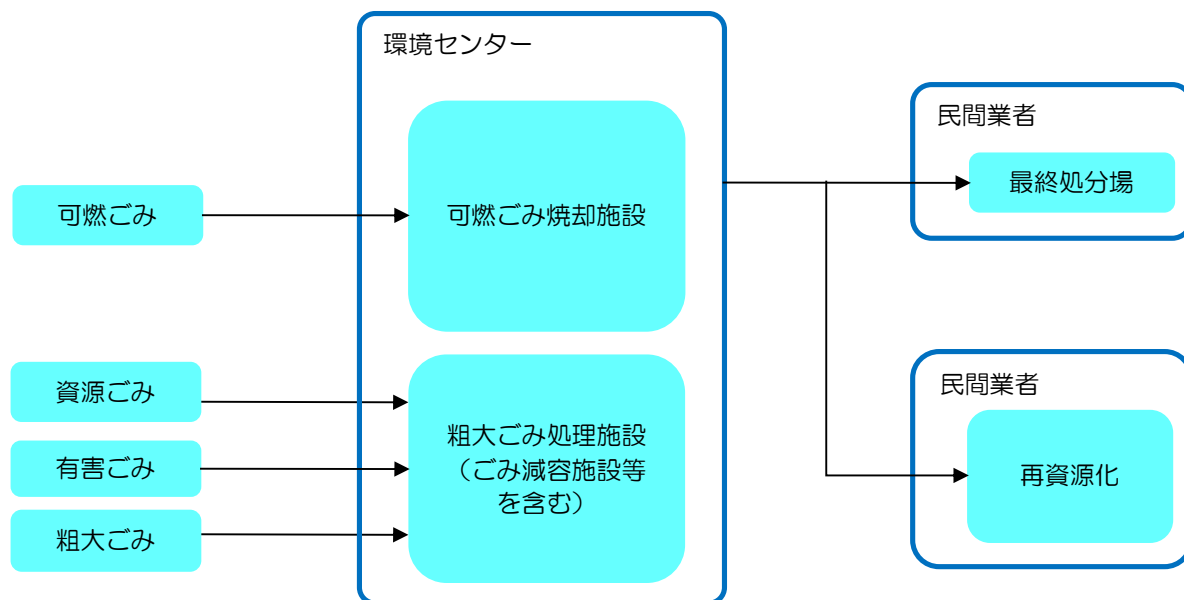 環境センター
可燃ごみ
可燃ごみ焼却施設
資源ごみ
有害ごみ
粗大ごみ
粗大ごみ処理施設
（ごみ減容施設等
を含む）
民間業者
最終処分場
民間業者
再資源化